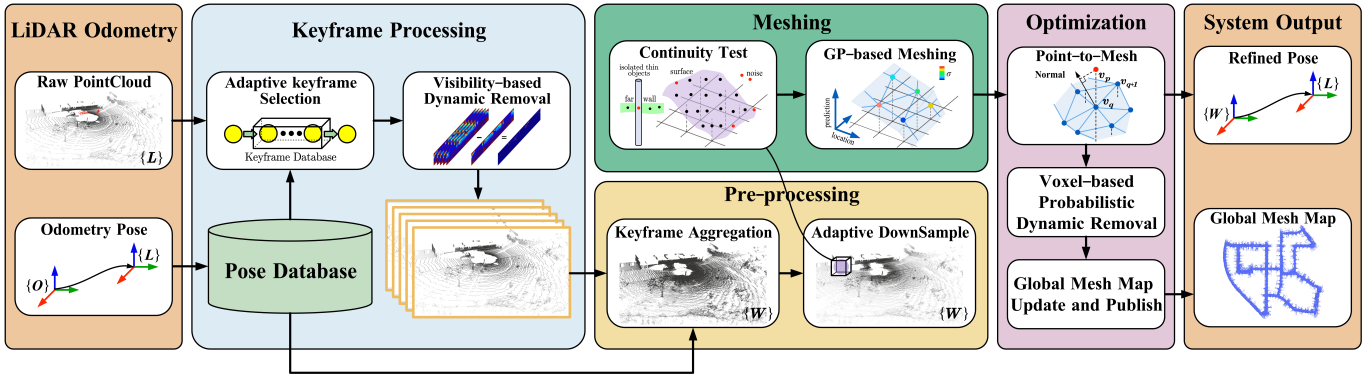 LiDAR Odometry
Raw PointCloud
{L}
Odometry Pose
{L}
{O}
Keyframe Processing
Adaptive keyframe
Selection
Keyframe Database
Visibility-based
Dynamic Removal
Pose Database
Meshing
Continuity Test
isolated thin
objects
surface
noise
far
wall
GP-based Meshing
σ
prediction
location
Pre-processing
Keyframe Aggregation
{W}
Adaptive DownSample
{W}
Optimization
Point-to-Mesh
Normal
v_p
v_{q+1}
v_q
Voxel-based
Probabilistic
Dynamic Removal
Global Mesh Map
Update and Publish
System Output
Refined Pose
{L}
{W}
Global Mesh Map